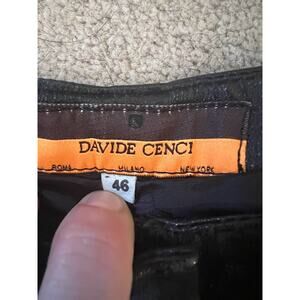 DAVIDE CENCI
ROMA MILANO NEW YORK
46